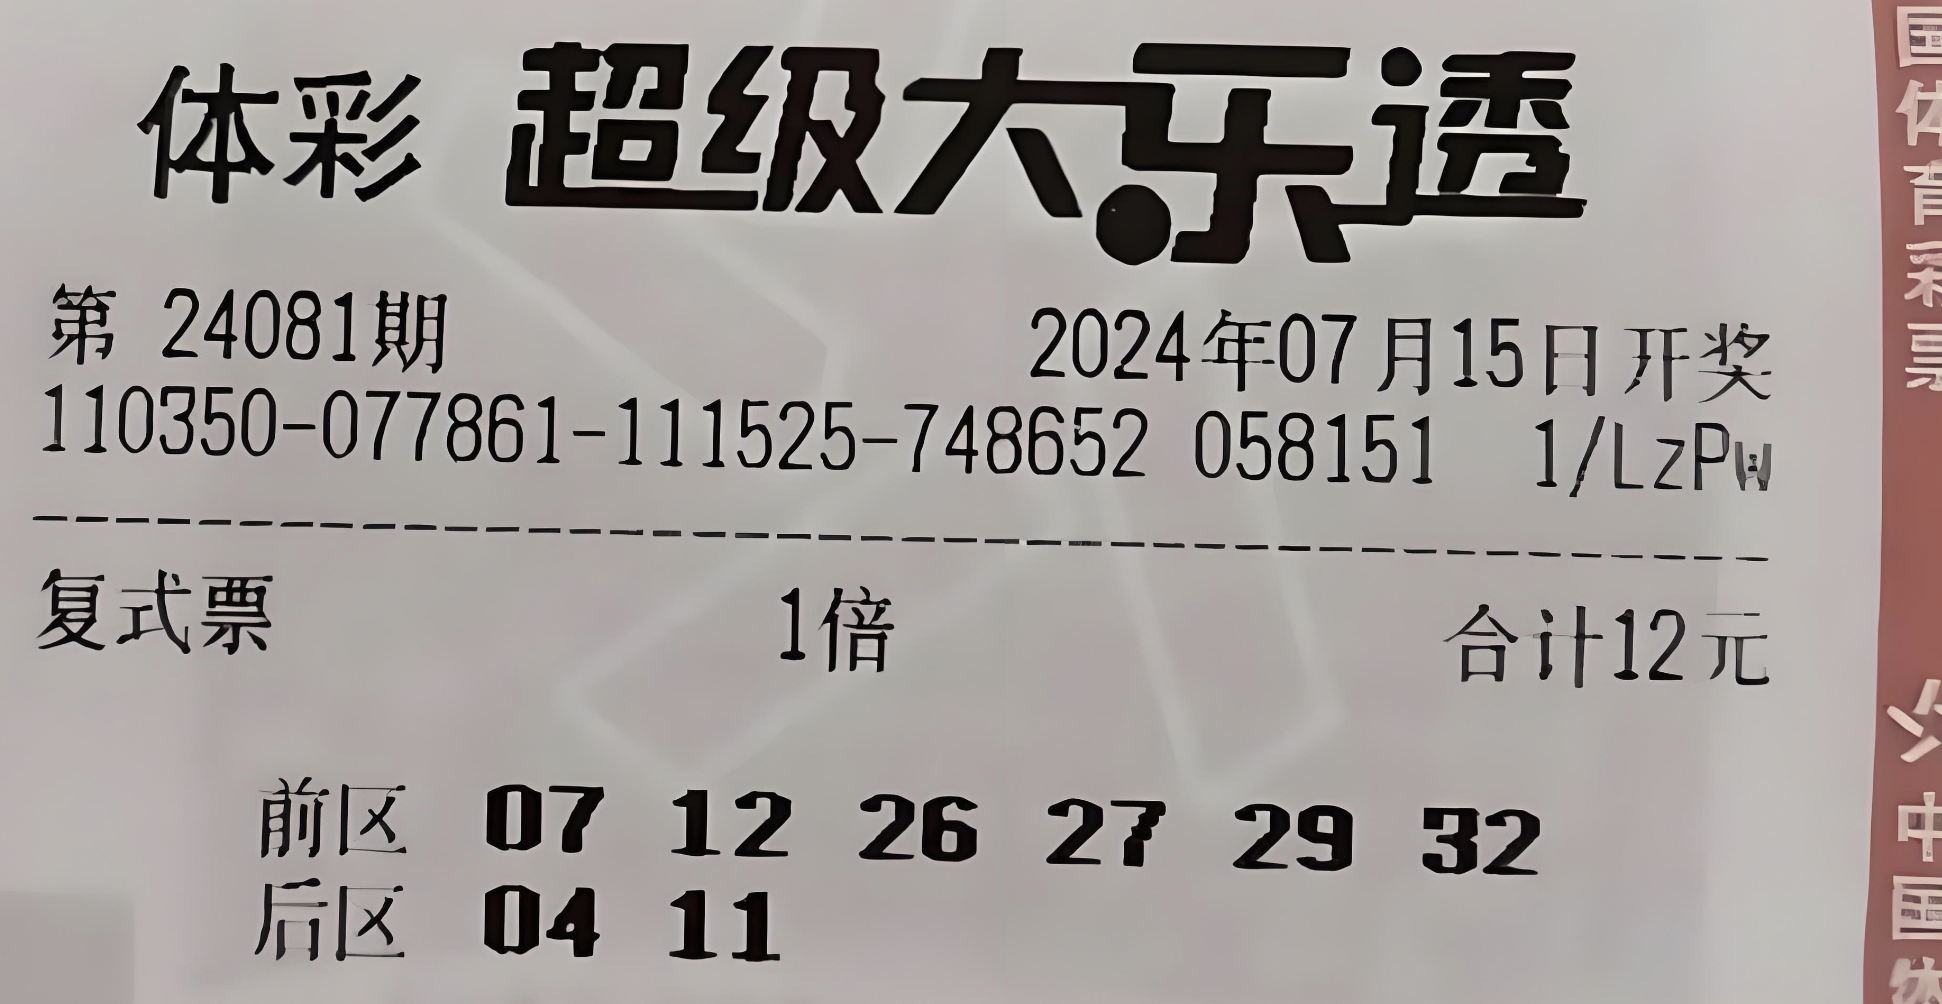 体彩 超级大乐透
第 24081期 2024年07月15日开奖
110350-077861-111525-748652 058151 1/LzPw
复式票 1倍 合计12元
前区 07 12 26 27 29 32
后区 04 11
国体育彩票
中国